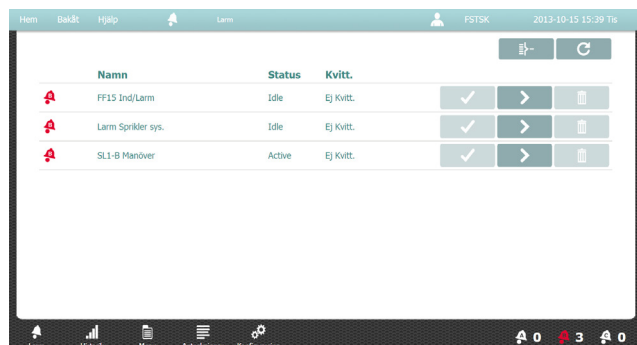 Hem Bakåt Hjälp Larm FSTSK 2013-10-15 15:39 Tis
Namn Status Kvitt.
FF15 Ind/Larm Idle Ej Kvitt.
Larm Sprikler sys. Idle Ej Kvitt.
SL1-B Manöver Active Ej Kvitt.
0 3 0